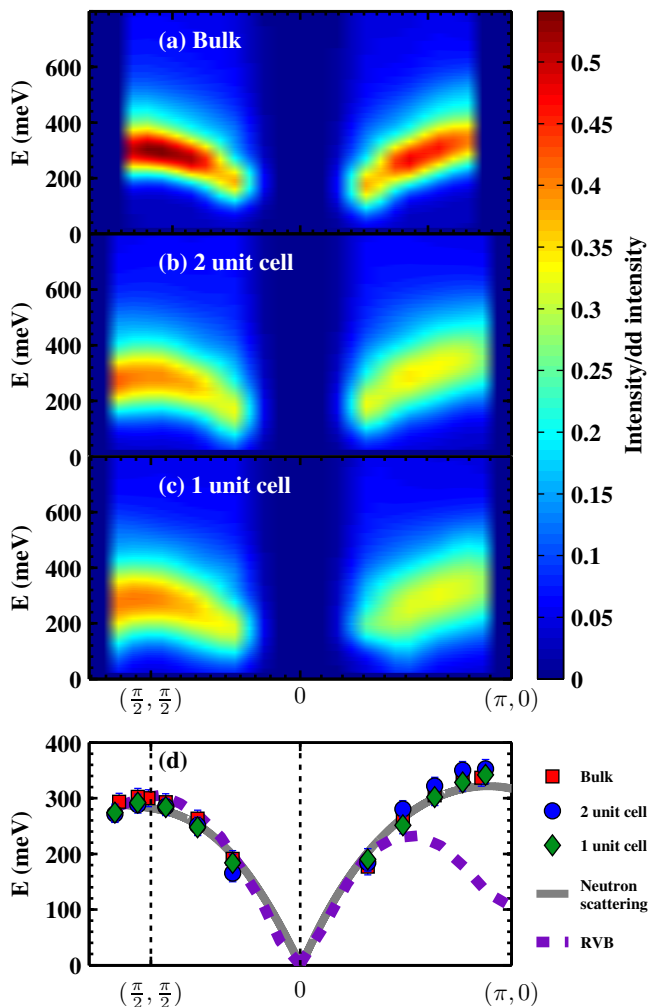 (a) Bulk
E (meV)
600
400
200
0
(b) 2 unit cell
E (meV)
600
400
200
0
(c) 1 unit cell
E (meV)
600
400
200
0
(π/2, π/2)
0
(π, 0)
0.5
0.45
0.4
0.35
0.3
0.25
0.2
0.15
0.1
0.05
0
Intensity/dd intensity
(d)
E (meV)
400
300
200
100
0
(π/2, π/2)
0
(π, 0)
Bulk
2 unit cell
1 unit cell
Neutron
scattering
RVB